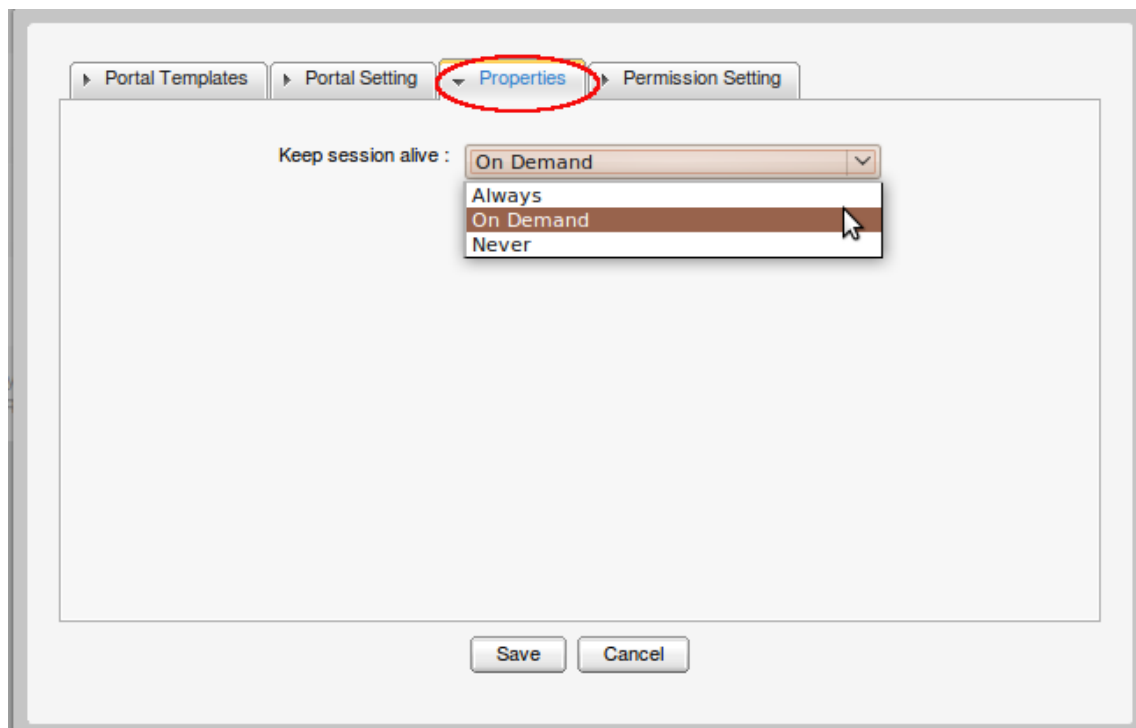 Portal Templates Portal Setting Properties Permission Setting
Keep session alive : On Demand
Always
On Demand
Never
Save Cancel